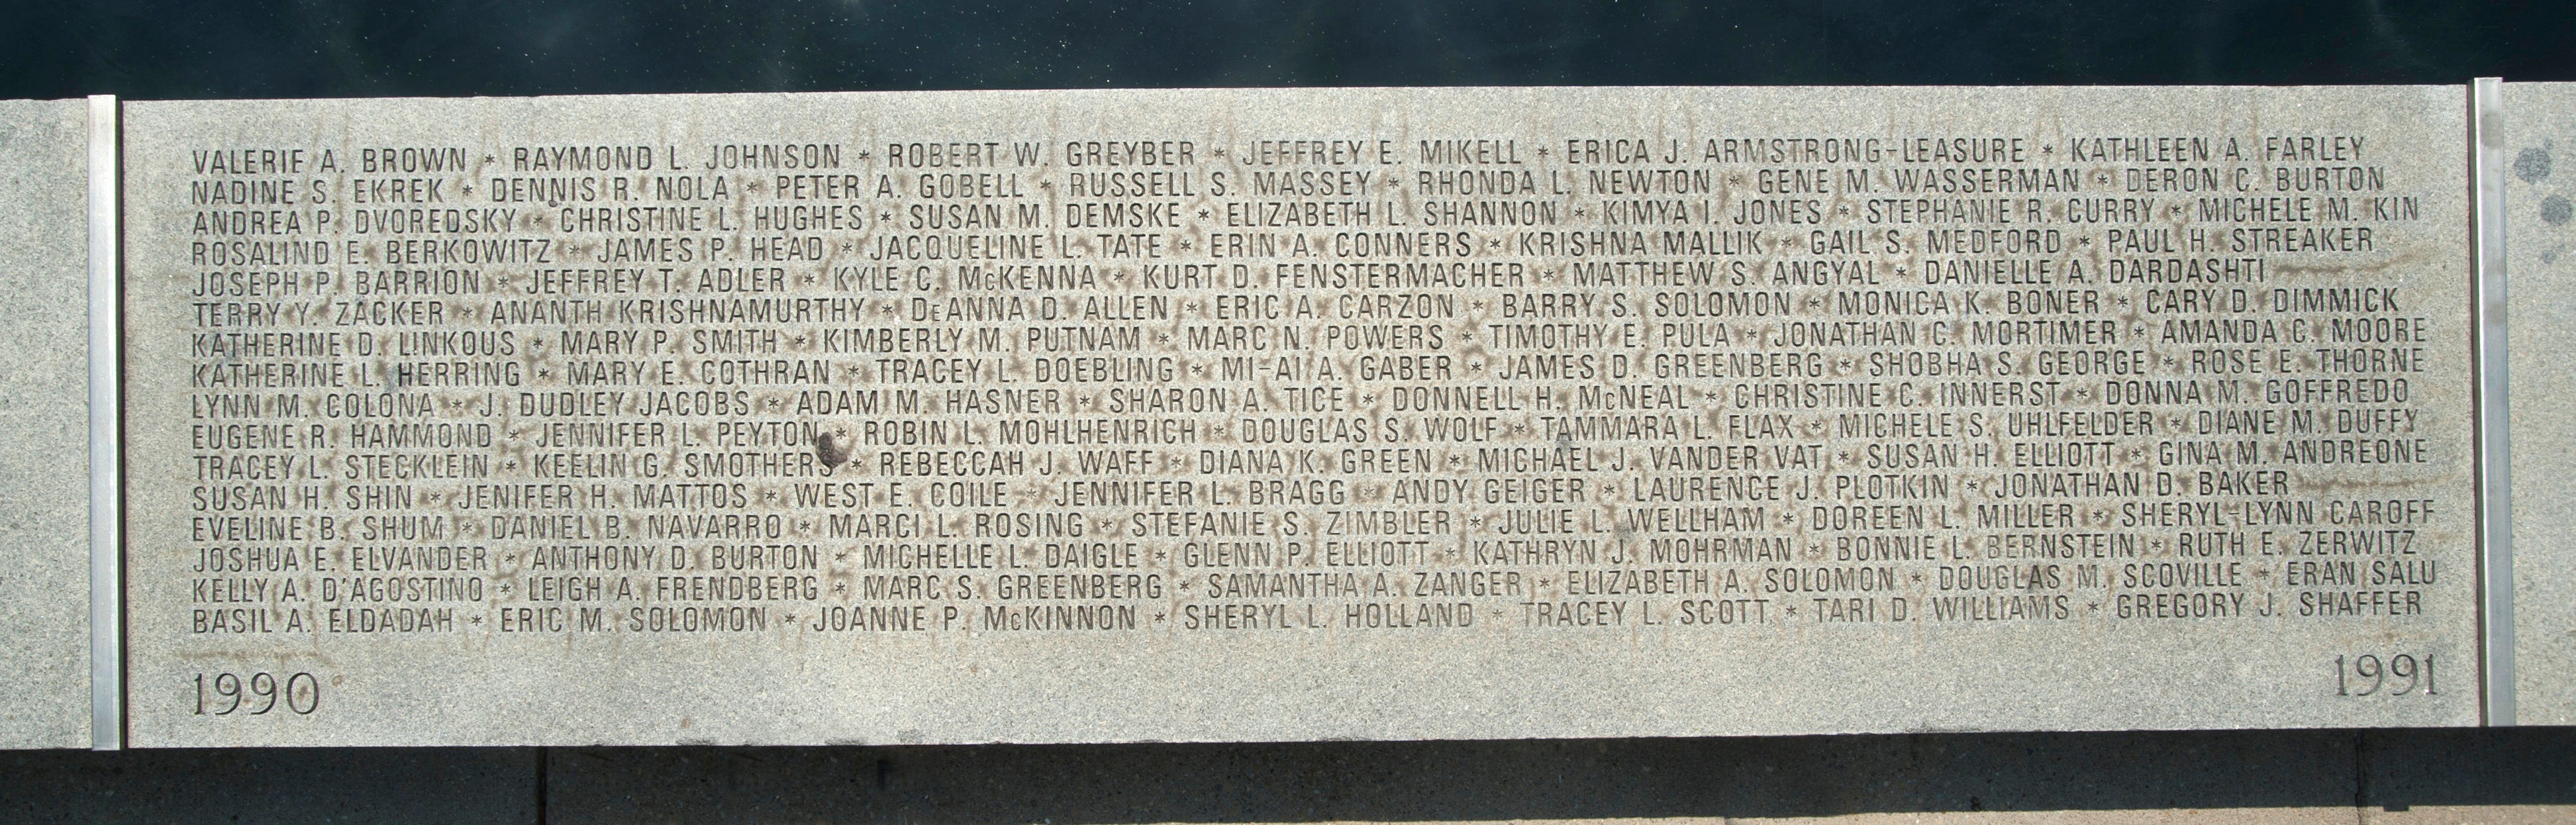 VALERIE A. BROWN * RAYMOND L. JOHNSON * ROBERT W. GREYBER * JEFFREY E. MIKELL * ERICA J. ARMSTRONG-LEASURE * KATHLEEN A. FARLEY
NADINE S. EKREK * DENNIS R. NOLA * PETER A. GOBELL * RUSSELL S. MASSEY * RHONDA L. NEWTON * GENE M. WASSERMAN * DERON C. BURTON
ANDREA P. DVOREDSKY * CHRISTINE L. HUGHES * SUSAN M. DEMSKE * ELIZABETH L. SHANNON * KIMYA I. JONES * STEPHANIE R. CURRY * MICHELE M. KIN
ROSALIND E. BERKOWITZ * JAMES P. HEAD * JACQUELINE L. TATE * ERIN A. CONNERS * KRISHNA MALLIK * GAIL S. MEDFORD * PAUL H. STREAKER
JOSEPH P. BARRION * JEFFREY T. ADLER * KYLE C. McKENNA * KURT D. FENSTERMACHER * MATTHEW S. ANGYAL * DANIELLE A. DARDASHTI
TERRY Y. ZACKER * ANANTH KRISHNAMURTHY * DeANNA D. ALLEN * ERIC A. CARZON * BARRY S. SOLOMON * MONICA K. BONER * CARY D. DIMMICK
KATHERINE D. LINKOUS * MARY P. SMITH * KIMBERLY M. PUTNAM * MARC N. POWERS * TIMOTHY E. PULA * JONATHAN C. MORTIMER * AMANDA C. MOORE
KATHERINE L. HERRING * MARY E. COTHRAN * TRACEY L. DOEBLING * MI-AI A. GABER * JAMES D. GREENBERG * SHOBHA S. GEORGE * ROSE E. THORNE
LYNN M. COLONA * J. DUDLEY JACOBS * ADAM M. HASNER * SHARON A. TICE * DONNELL H. McNEAL * CHRISTINE C. INNERST * DONNA M. GOFFREDO
EUGENE R. HAMMOND * JENNIFER L. PEYTON * ROBIN L. MOHLHENRICH * DOUGLAS S. WOLF * TAMMARA L. FLAX * MICHELE S. UHLFELDER * DIANE M. DUFFY
TRACEY L. STECKLEIN * KEELIN G. SMOTHERS * REBECCAH J. WAFF * DIANA K. GREEN * MICHAEL J. VANDER VAT * SUSAN H. ELLIOTT * GINA M. ANDREONE
SUSAN H. SHIN * JENIFER H. MATTOS * WEST E. COILE * JENNIFER L. BRAGG * ANDY GEIGER * LAURENCE J. PLOTKIN * JONATHAN D. BAKER
EVELINE B. SHUM * DANIEL B. NAVARRO * MARCI L. ROSING * STEFANIE S. ZIMBLER * JULIE L. WELLHAM * DOREEN L. MILLER * SHERYL-LYNN CAROFF
JOSHUA E. ELVANDER * ANTHONY D. BURTON * MICHELLE L. DAIGLE * GLENN P. ELLIOTT * KATHRYN J. MOHRMAN * BONNIE L. BERNSTEIN * RUTH E. ZERWITZ
KELLY A. D'AGOSTINO * LEIGH A. FRENDBERG * MARC S. GREENBERG * SAMANTHA A. ZANGER * ELIZABETH A. SOLOMON * DOUGLAS M. SCOVILLE * ERAN SALU
BASIL A. ELDADAH * ERIC M. SOLOMON * JOANNE P. McKINNON * SHERYL L. HOLLAND * TRACEY L. SCOTT * TARI D. WILLIAMS * GREGORY J. SHAFFER
1990 1991